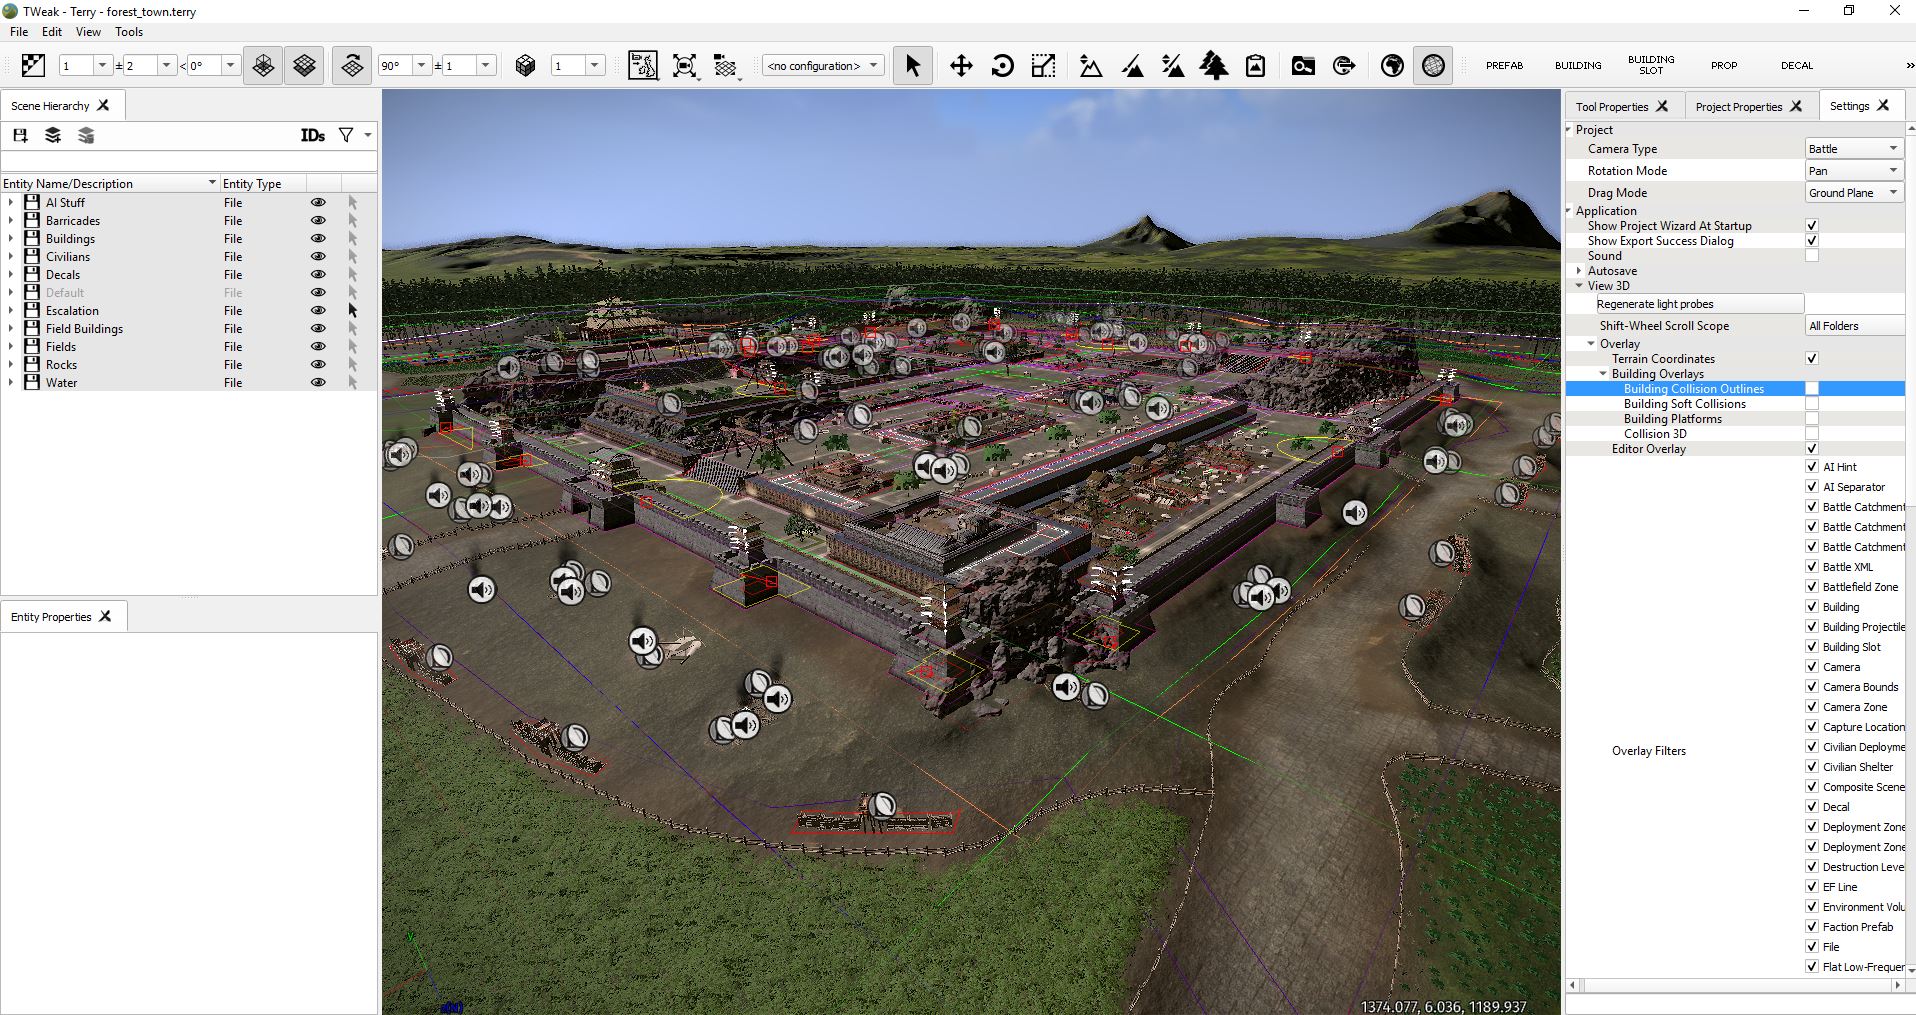 TWeak - Terry - forest_town.terry
File Edit View Tools
1 ± 2 < 0° 90° ± 1 1 <no configuration> PREFAB BUILDING BUILDING SLOT PROP DECAL »
Scene Hierarchy
IDs
Entity Name/Description Entity Type
AI Stuff File
Barricades File
Buildings File
Civilians File
Decals File
Default File
Escalation File
Field Buildings File
Fields File
Rocks File
Water File
Entity Properties
1374.077, 6.036, 1189.937
Tool Properties Project Properties Settings
Project
Camera Type Battle
Rotation Mode Pan
Drag Mode Ground Plane
Application
Show Project Wizard At Startup
Show Export Success Dialog
Sound
Autosave
View 3D
Regenerate light probes
Shift-Wheel Scroll Scope All Folders
Overlay
Terrain Coordinates
Building Overlays
Building Collision Outlines
Building Soft Collisions
Building Platforms
Collision 3D
Editor Overlay
Overlay Filters
AI Hint
AI Separator
Battle Catchment
Battle Catchment
Battle Catchment
Battle XML
Battlefield Zone
Building
Building Projectile
Building Slot
Camera
Camera Bounds
Camera Zone
Capture Location
Civilian Deployme
Civilian Shelter
Composite Scene
Decal
Deployment Zone
Deployment Zone
Destruction Leve
EF Line
Environment Volu
Faction Prefab
File
Flat Low-Frequen